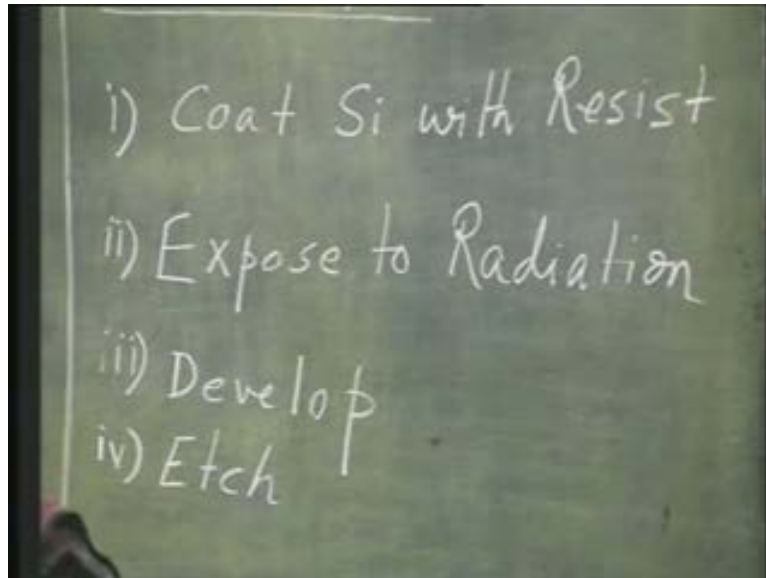 i) Coat Si with Resist
ii) Expose to Radiation
iii) Develop
iv) Etch